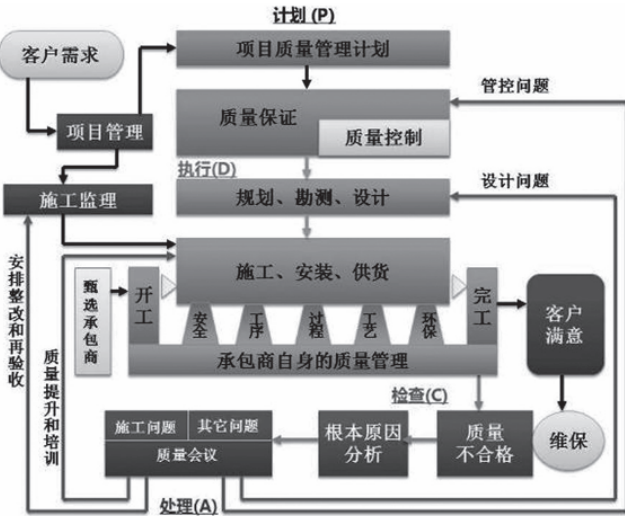 计划 (P)
客户需求
项目质量管理计划
项目管理
质量保证
质量控制
管控问题
执行(D)
施工监理
规划、勘测、设计
设计问题
施工、安装、供货
甄选承包商
开工
安全
工序
过程
工艺
环保
完工
客户
满意
承包商自身的质量管理
安排整改和再验收
质量提升和培训
检查(C)
施工问题
其它问题
质量会议
根本原因
分析
质量
不合格
维保
处理(A)